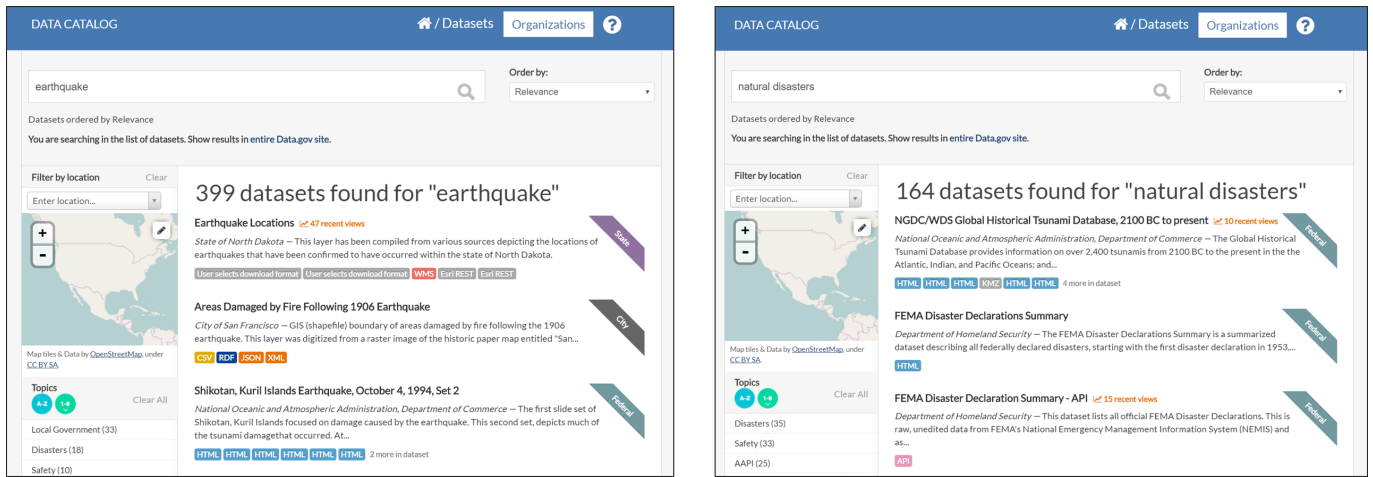 DATA CATALOG
/ Datasets
Organizations
?
earthquake
Order by:
Relevance
Datasets ordered by Relevance
You are searching in the list of datasets. Show results in entire Data.gov site.
Filter by location
Clear
Enter location...
+
-
Map tiles & Data by OpenStreetMap, under
CC BY SA.
Topics
A-Z
1-9
Clear All
Local Government (33)
Disasters (18)
Safety (10)
399 datasets found for "earthquake"
Earthquake Locations 47 recent views
State
State of North Dakota — This layer has been compiled from various sources depicting the locations of
earthquakes that have been confirmed to have occurred within the state of North Dakota.
User selects download format User selects download format WMS Esri REST Esri REST
Areas Damaged by Fire Following 1906 Earthquake
City
City of San Francisco — GIS (shapefile) boundary of areas damaged by fire following the 1906
earthquake. This layer was digitized from a raster image of the historic paper map entitled "San...
CSV RDF JSON XML
Shikotan, Kuril Islands Earthquake, October 4, 1994, Set 2
Federal
National Oceanic and Atmospheric Administration, Department of Commerce — The first slide set of
Shikotan, Kuril Islands focused on damage caused by the earthquake. This second set, depicts much of
the tsunami damagethat occurred. At...
HTML HTML HTML HTML HTML HTML 2 more in dataset
DATA CATALOG
/ Datasets
Organizations
?
natural disasters
Order by:
Relevance
Datasets ordered by Relevance
You are searching in the list of datasets. Show results in entire Data.gov site.
Filter by location
Clear
Enter location...
+
-
Map tiles & Data by OpenStreetMap, under
CC BY SA.
Topics
A-Z
1-9
Clear All
Disasters (35)
Safety (33)
AAPI (25)
164 datasets found for "natural disasters"
NGDC/WDS Global Historical Tsunami Database, 2100 BC to present 10 recent views
Federal
National Oceanic and Atmospheric Administration, Department of Commerce — The Global Historical
Tsunami Database provides information on over 2,400 tsunamis from 2100 BC to the present in the the
Atlantic, Indian, and Pacific Oceans; and...
HTML HTML HTML KMZ HTML HTML 4 more in dataset
FEMA Disaster Declarations Summary
Federal
Department of Homeland Security — The FEMA Disaster Declarations Summary is a summarized
dataset describing all federally declared disasters, starting with the first disaster declaration in 1953,...
HTML
FEMA Disaster Declaration Summary - API 15 recent views
Federal
Department of Homeland Security — This dataset lists all official FEMA Disaster Declarations. This is
raw, unedited data from FEMA's National Emergency Management Information System (NEMIS) and
as...
API